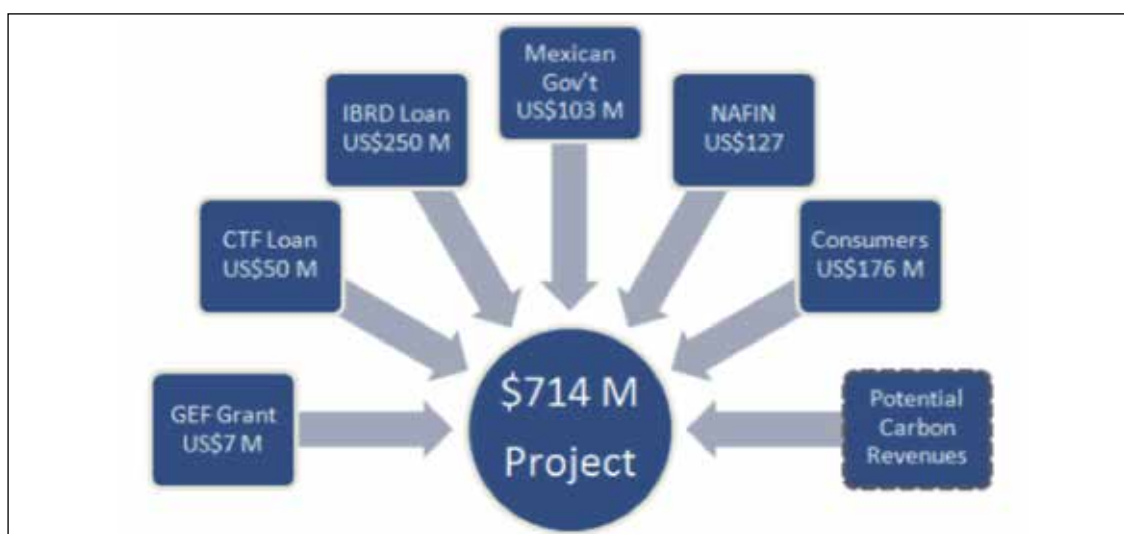 Mexican
Gov't
US$103 M
IBRD Loan
US$250 M
NAFIN
US$127
CTF Loan
US$50 M
Consumers
US$176 M
GEF Grant
US$7 M
$714 M
Project
Potential
Carbon
Revenues